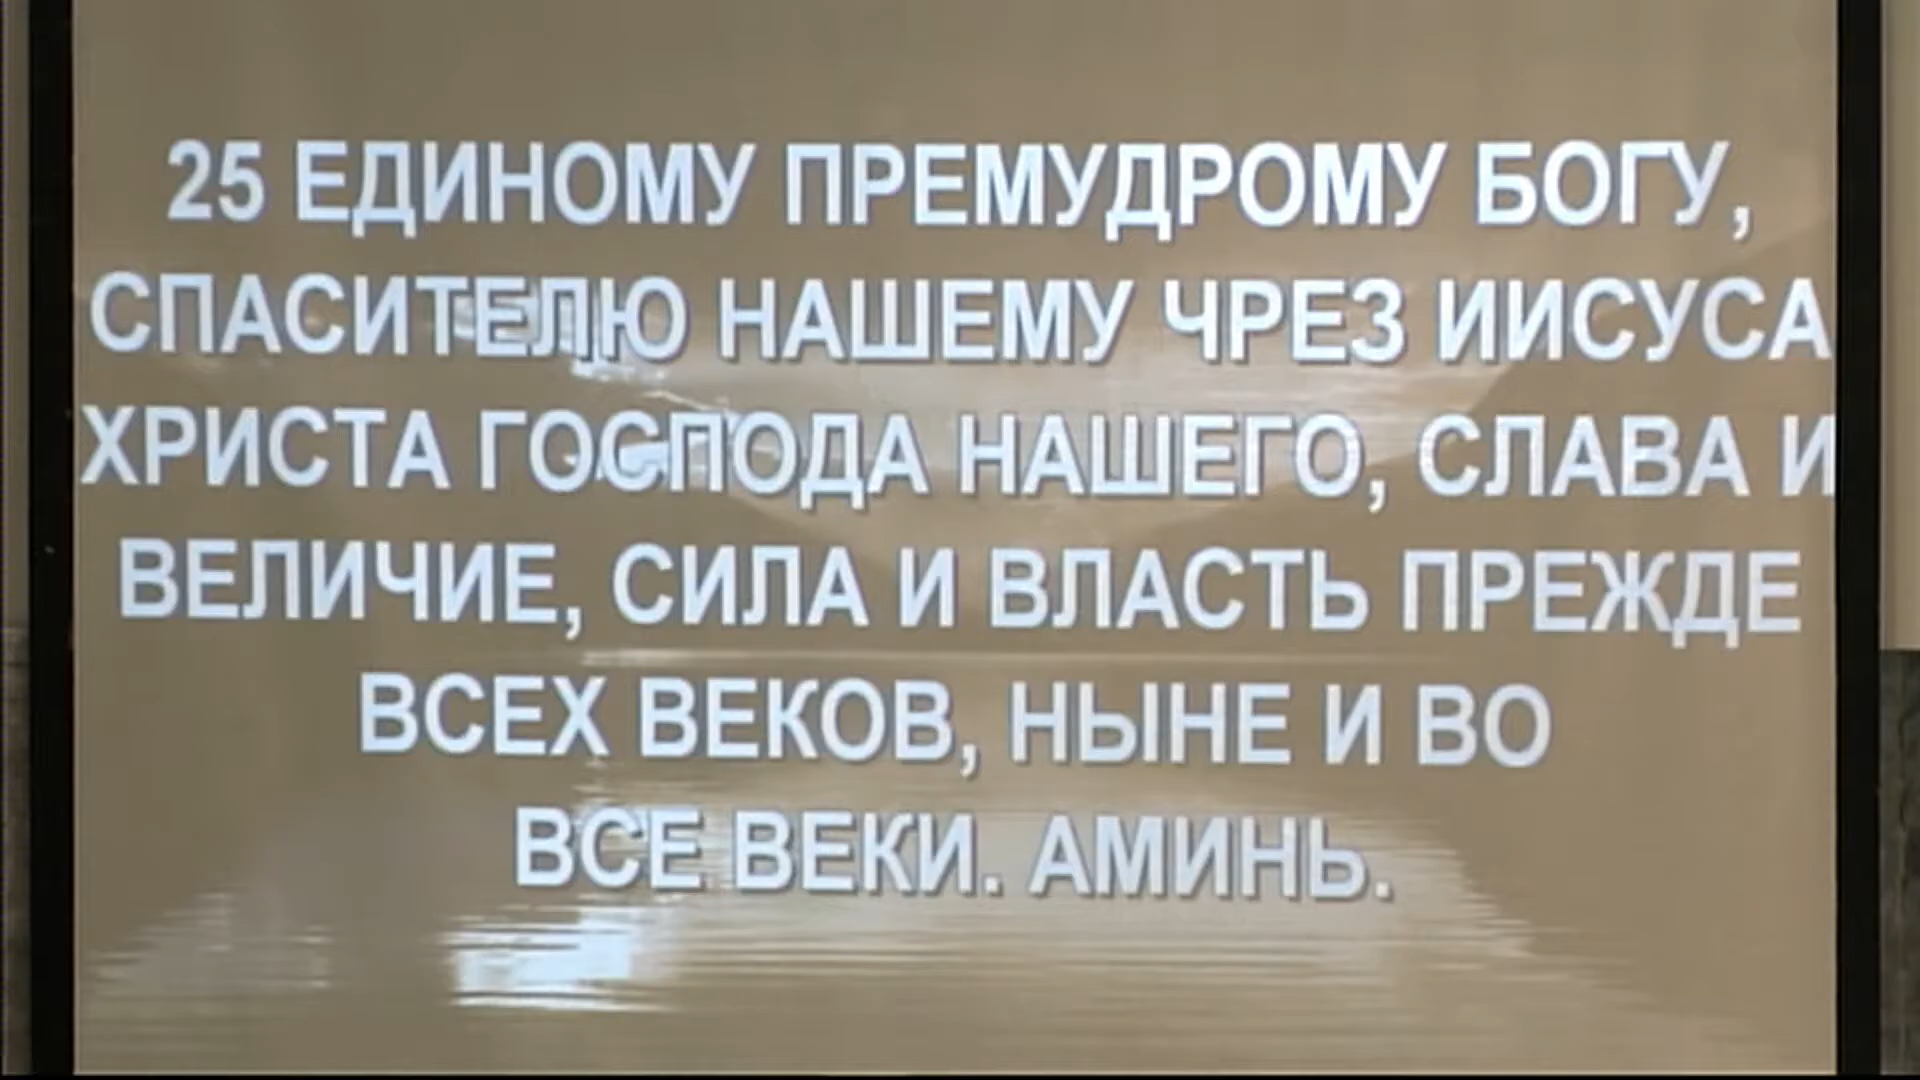 25 ЕДИНОМУ ПРЕМУДРОМУ БОГУ,
СПАСИТЕЛЮ НАШЕМУ ЧРЕЗ ИИСУСА
ХРИСТА ГОСПОДА НАШЕГО, СЛАВА И
ВЕЛИЧИЕ, СИЛА И ВЛАСТЬ ПРЕЖДЕ
ВСЕХ ВЕКОВ, НЫНЕ И ВО
ВСЕ ВЕКИ. АМИНЬ.